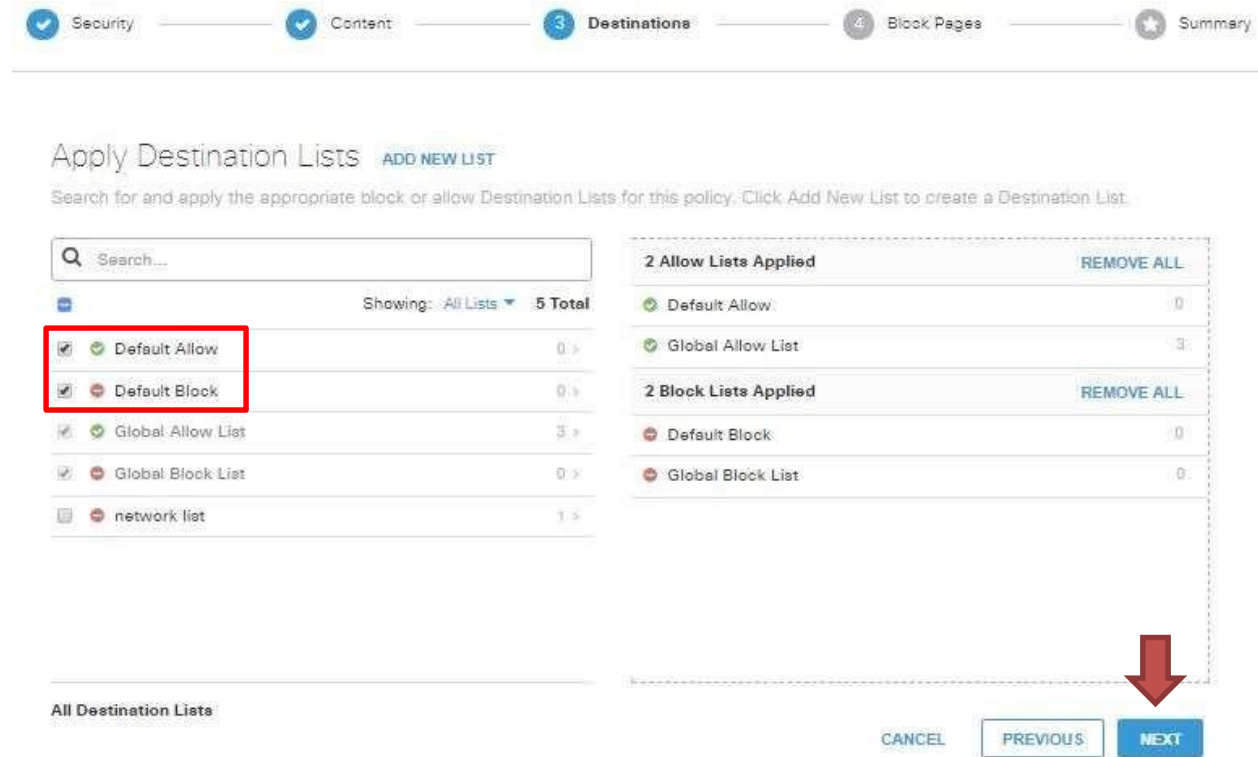 Security Content 3 Destinations 4 Block Pages Summary
Apply Destination Lists ADD NEW LIST
Search for and apply the appropriate block or allow Destination Lists for this policy. Click Add New List to create a Destination List.
Search...
Showing: All Lists 5 Total
Default Allow 0 >
Default Block 0 >
Global Allow List 3 >
Global Block List 0 >
network list 1 >
2 Allow Lists Applied REMOVE ALL
Default Allow 0
Global Allow List 3
2 Block Lists Applied REMOVE ALL
Default Block 0
Global Block List 0
All Destination Lists
CANCEL PREVIOUS NEXT